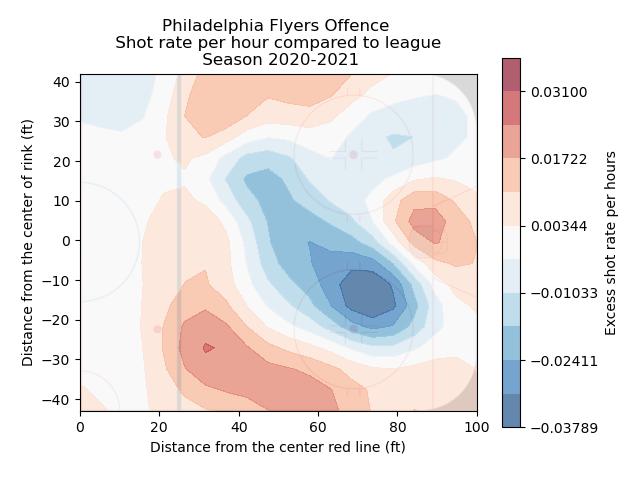 Philadelphia Flyers Offence
Shot rate per hour compared to league
Season 2020-2021
40
30
20
10
0
−10
−20
−30
−40
Distance from the center of rink (ft)
0 20 40 60 80 100
Distance from the center red line (ft)
0.03100
0.01722
0.00344
−0.01033
−0.02411
−0.03789
Excess shot rate per hours